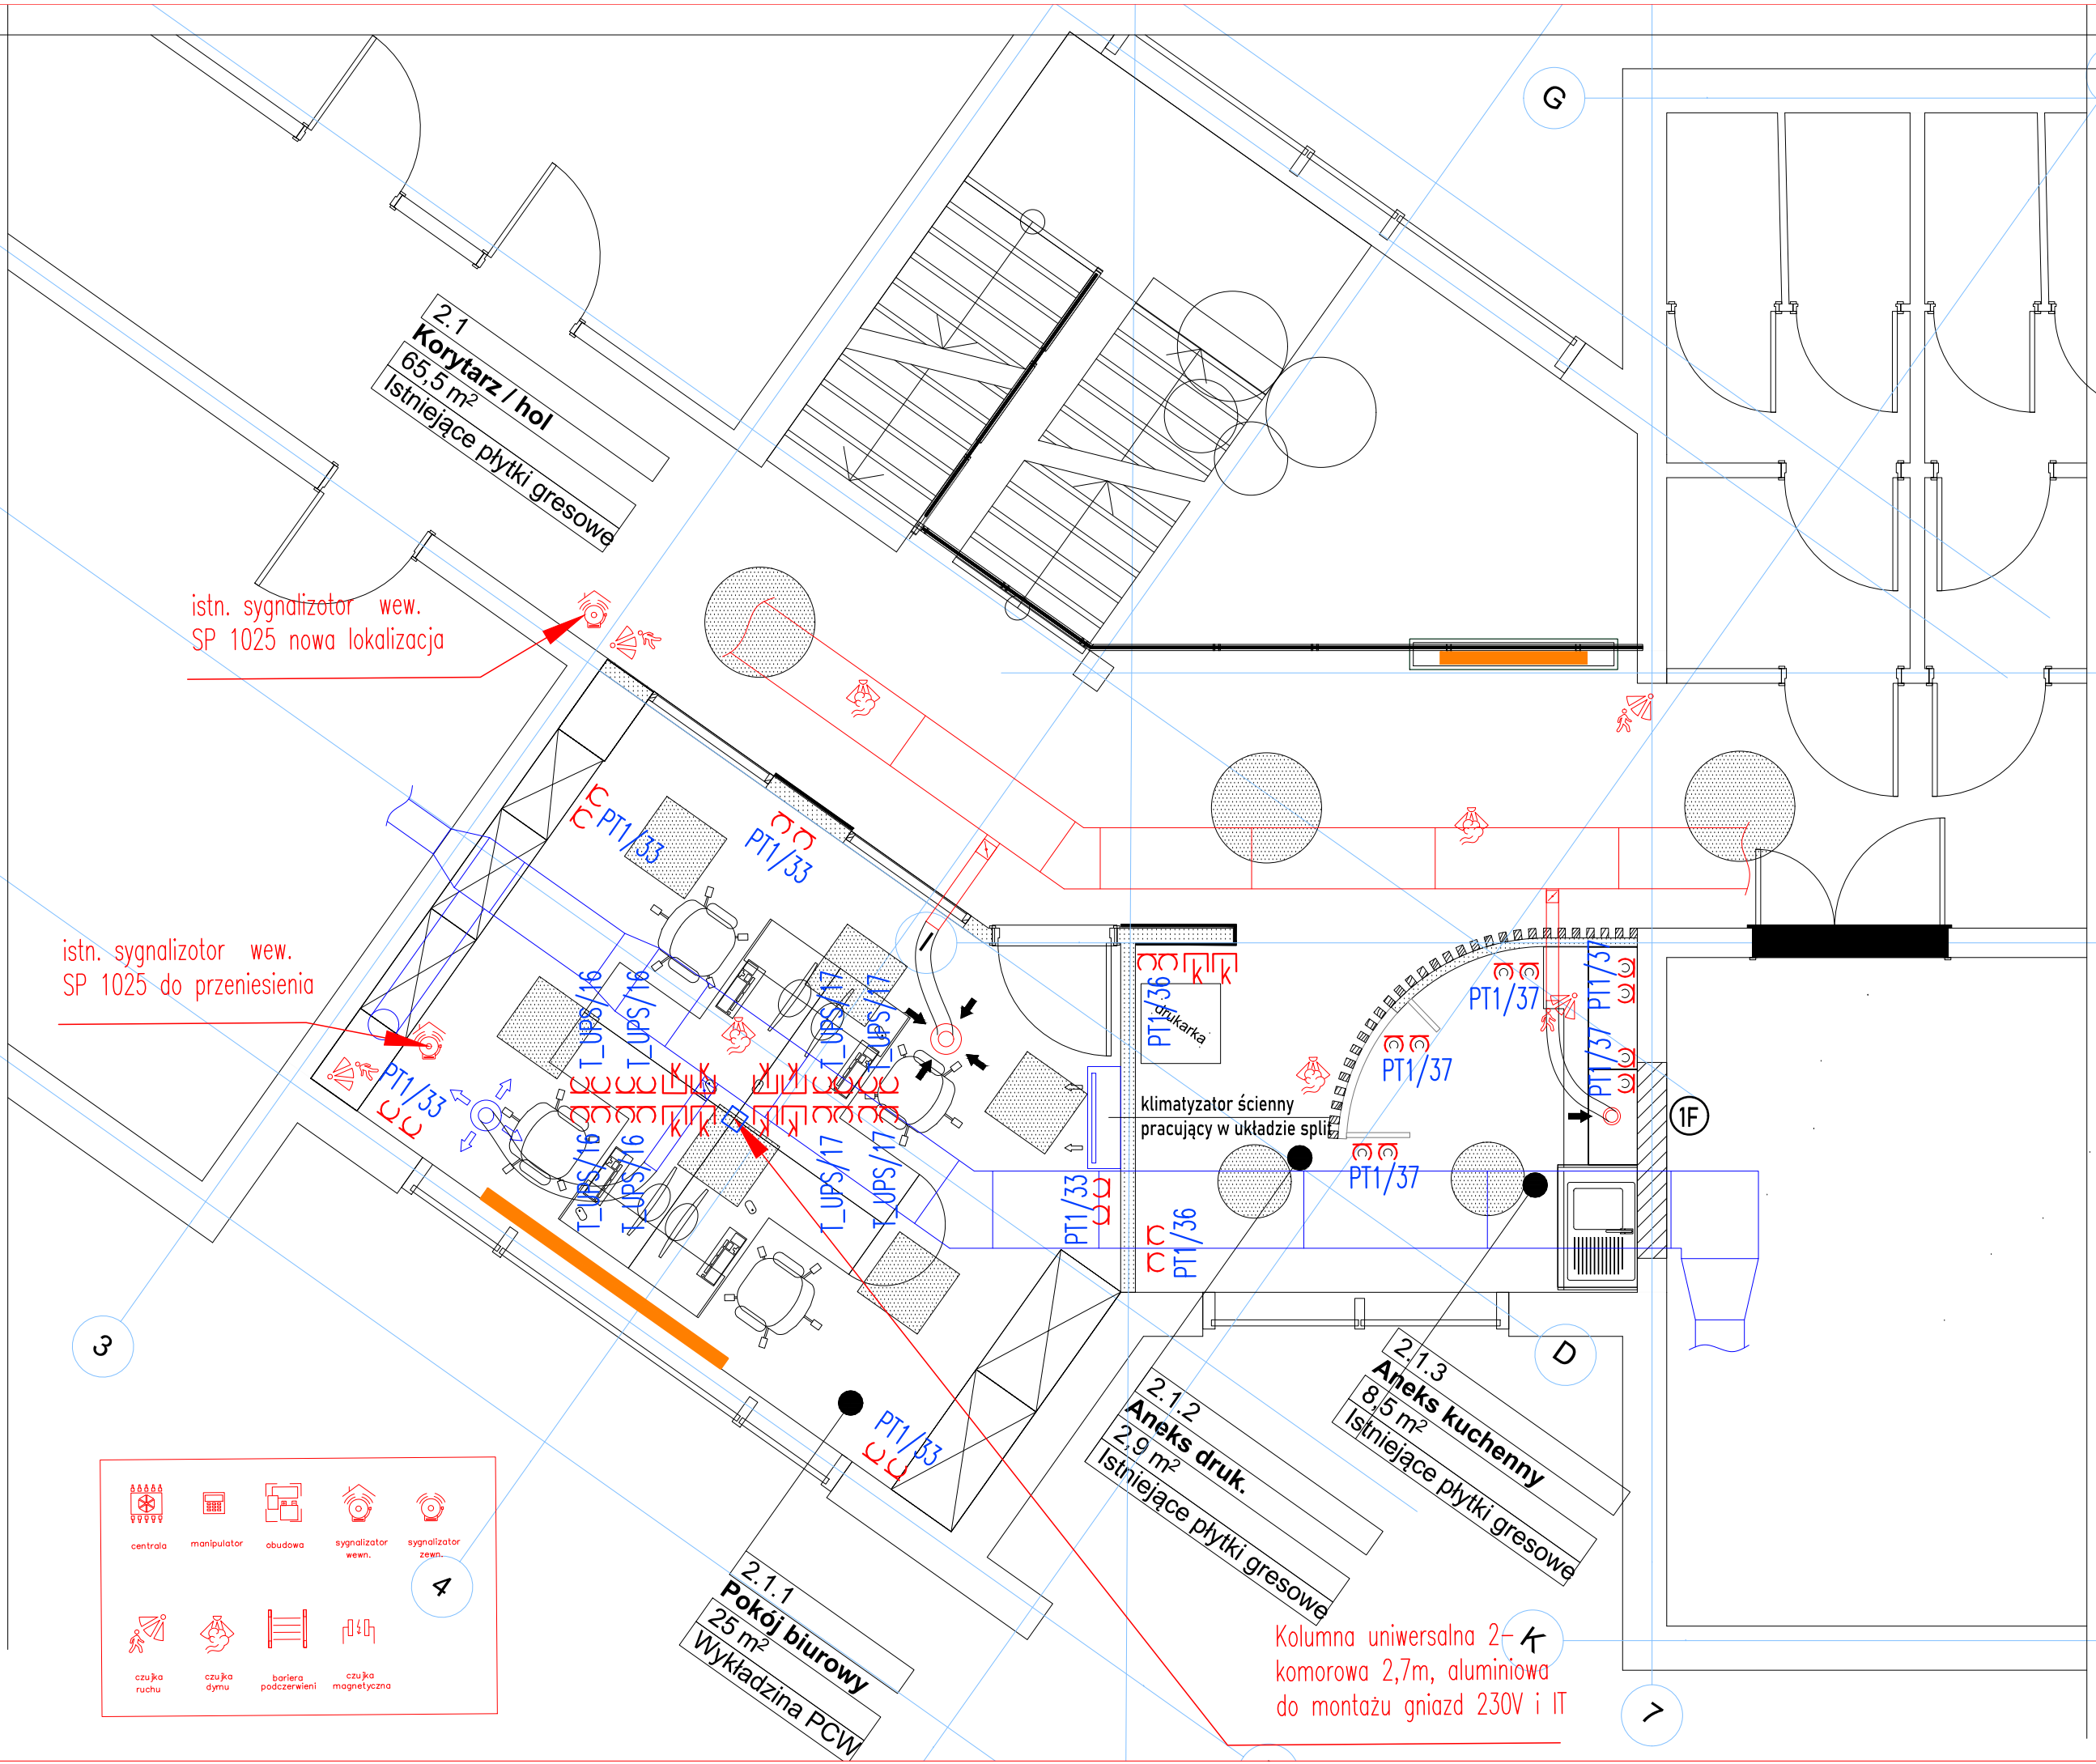 G
2.1
Korytarz / hol
65,5 m²
Istniejące płytki gresowe
istn. sygnalizator wew.
SP 1025 nowa lokalizacja
istn. sygnalizator wew.
SP 1025 do przeniesienia
PT1/33
PT1/33
PT1/33
T_UPS/16
T_UPS/16
T_UPS/17
T_UPS/17
k
k
k
k
k
k
k
k
T_UPS/16
T_UPS/16
T_UPS/17
T_UPS/17
I
k
k
PT1/36
drukarka
PT1/37
PT1/37
PT1/37
PT1/37
PT1/37
klimatyzator ścienny
pracujący w układzie split
1F
PT1/33
PT1/36
PT1/33
3
D
2.1.3
Aneks kuchenny
8,5 m²
Istniejące płytki gresowe
2.1.2
Aneks druk.
2,9 m²
Istniejące płytki gresowe
2.1.1
Pokój biurowy
25 m²
Wykładzina PCW
centrala
manipulator
obudowa
sygnalizator
wewn.
sygnalizator
zewn.
4
czujka
ruchu
czujka
dymu
bariera
podczerwieni
czujka
magnetyczna
Kolumna uniwersalna 2-
komorowa 2,7m, aluminiowa
do montażu gniazd 230V i IT
K
7